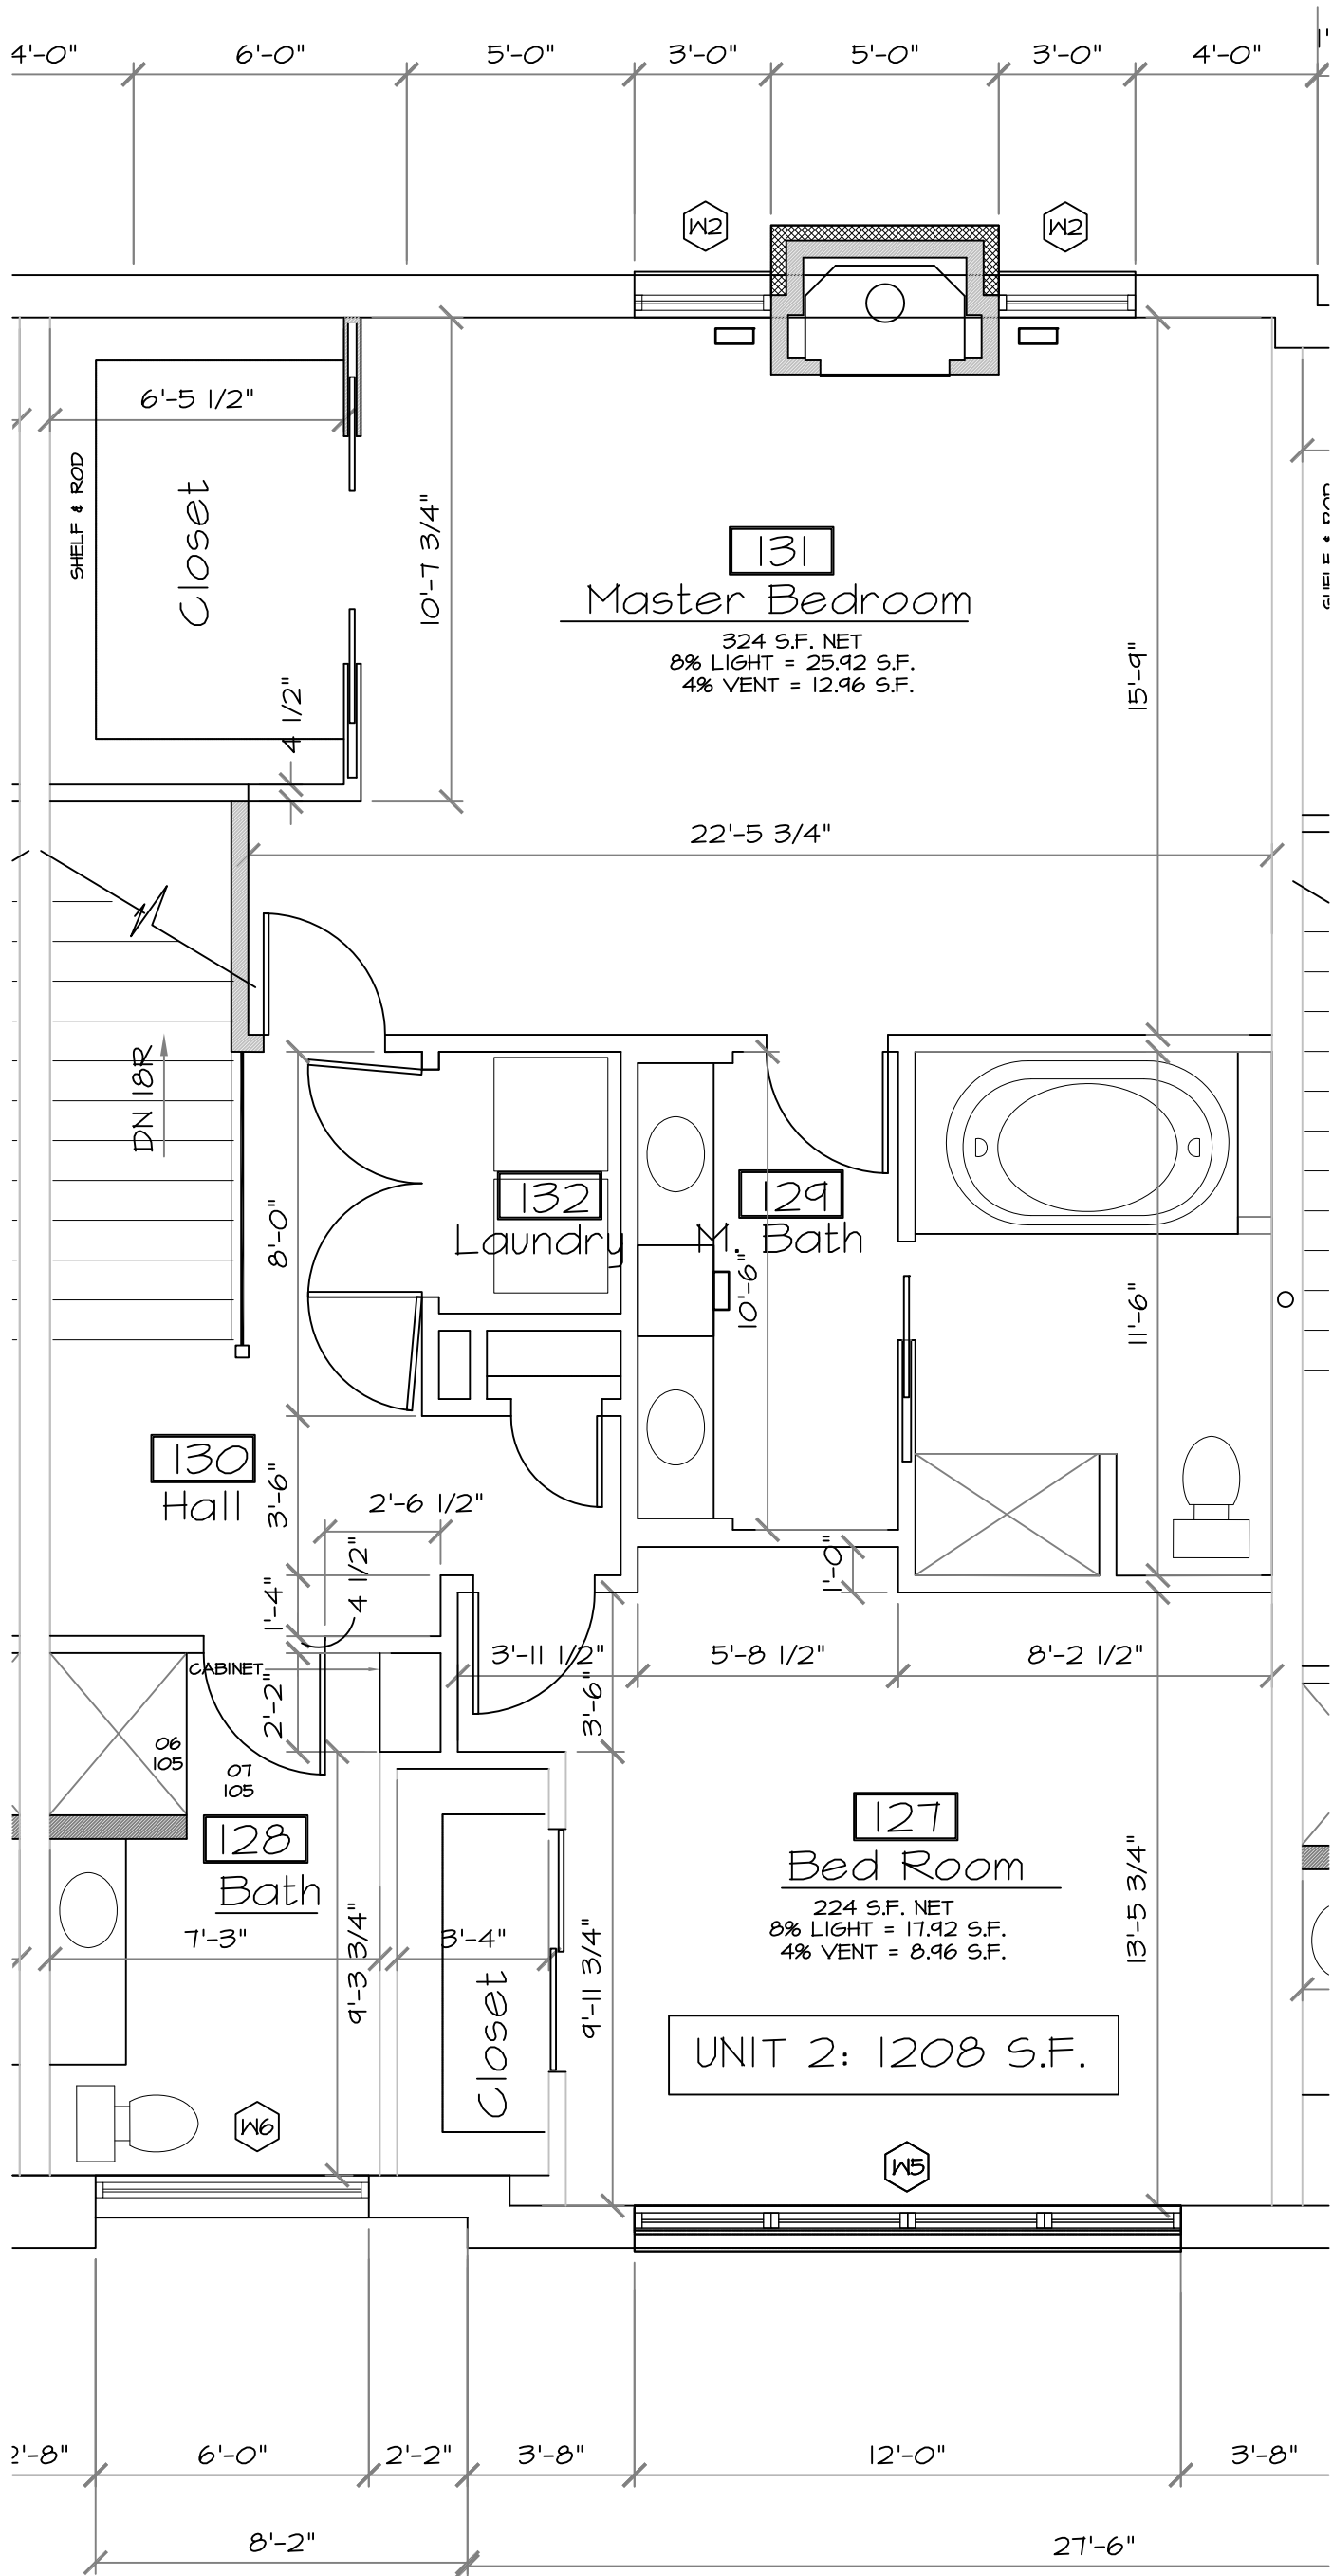 4'-0" 6'-0" 5'-0" 3'-0" 5'-0" 3'-0" 4'-0"
W2 W2
6'-5 1/2"
SHELF & ROD
Closet
10'-7 3/4"
4 1/2"
131
Master Bedroom
324 S.F. NET
8% LIGHT = 25.92 S.F.
4% VENT = 12.96 S.F.
15'-9"
22'-5 3/4"
DN 18R
8'-0"
132
Laundry
129
M. Bath
10'-6"
11'-6"
130
Hall
3'-6"
2'-6 1/2"
4 1/2"
1'-4"
1'-0"
CABINET
2'-2"
3'-11 1/2" 5'-8 1/2" 8'-2 1/2"
3'-6"
06
105
07
105
128
Bath
7'-3"
9'-3 3/4"
3'-4"
Closet
9'-11 3/4"
127
Bed Room
224 S.F. NET
8% LIGHT = 17.92 S.F.
4% VENT = 8.96 S.F.
13'-5 3/4"
UNIT 2: 1208 S.F.
W6
W5
2'-8" 6'-0" 2'-2" 3'-8" 12'-0" 3'-8"
8'-2" 27'-6"